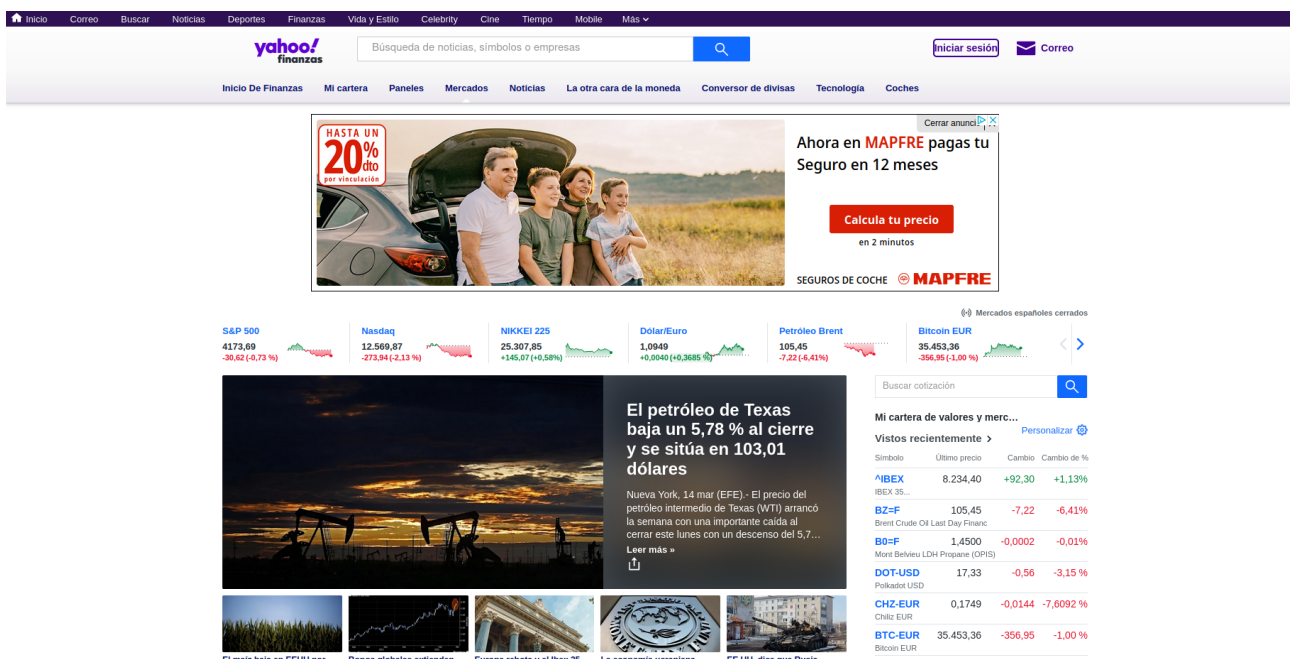 Inicio Correo Buscar Noticias Deportes Finanzas Vida y Estilo Celebrity Cine Tiempo Mobile Más
yahoo!
finanzas
Búsqueda de noticias, símbolos o empresas
Iniciar sesión
Correo
Inicio De Finanzas Mi cartera Paneles Mercados Noticias La otra cara de la moneda Conversor de divisas Tecnología Coches
HASTA UN
20%
dto
por vinculación
Cerrar
Ahora en MAPFRE pagas tu
Seguro en 12 meses
Calcula tu precio
en 2 minutos
SEGUROS DE COCHE MAPFRE
Mercados españoles cerrados
S&P 500 Nasdaq NIKKEI 225 Dólar/Euro Petróleo Brent Bitcoin EUR
4173,69 12.569,87 25.307,85 1,0949 105,45 35.453,36
-30,62 (-0,73 %) -273,94 (-2,13 %) +145,07 (+0,58%) +0,0040 (+0,3685 %) -7,22 (-6,41%) -356,95 (-1,00 %)
El petróleo de Texas
baja un 5,78 % al cierre
y se sitúa en 103,01
dólares
Nueva York, 14 mar (EFE).- El precio del
petróleo intermedio de Texas (WTI) arrancó
la semana con una importante caída al
cerrar este lunes con un descenso del 5,7…
Leer más »
Buscar cotización
Mi cartera de valores y merc…
Personalizar
Vistos recientemente
Símbolo Último precio Cambio Cambio de %
^IBEX 8.234,40 +92,30 +1,13%
IBEX 35...
BZ=F 105,45 -7,22 -6,41%
Brent Crude Oil Last Day Financ
B0=F 1,4500 -0,0002 -0,01%
Mont Belvieu LDH Propane (OPIS)
DOT-USD 17,33 -0,56 -3,15 %
Polkadot USD
CHZ-EUR 0,1749 -0,0144 -7,6092 %
Chiliz EUR
BTC-EUR 35.453,36 -356,95 -1,00 %
Bitcoin EUR